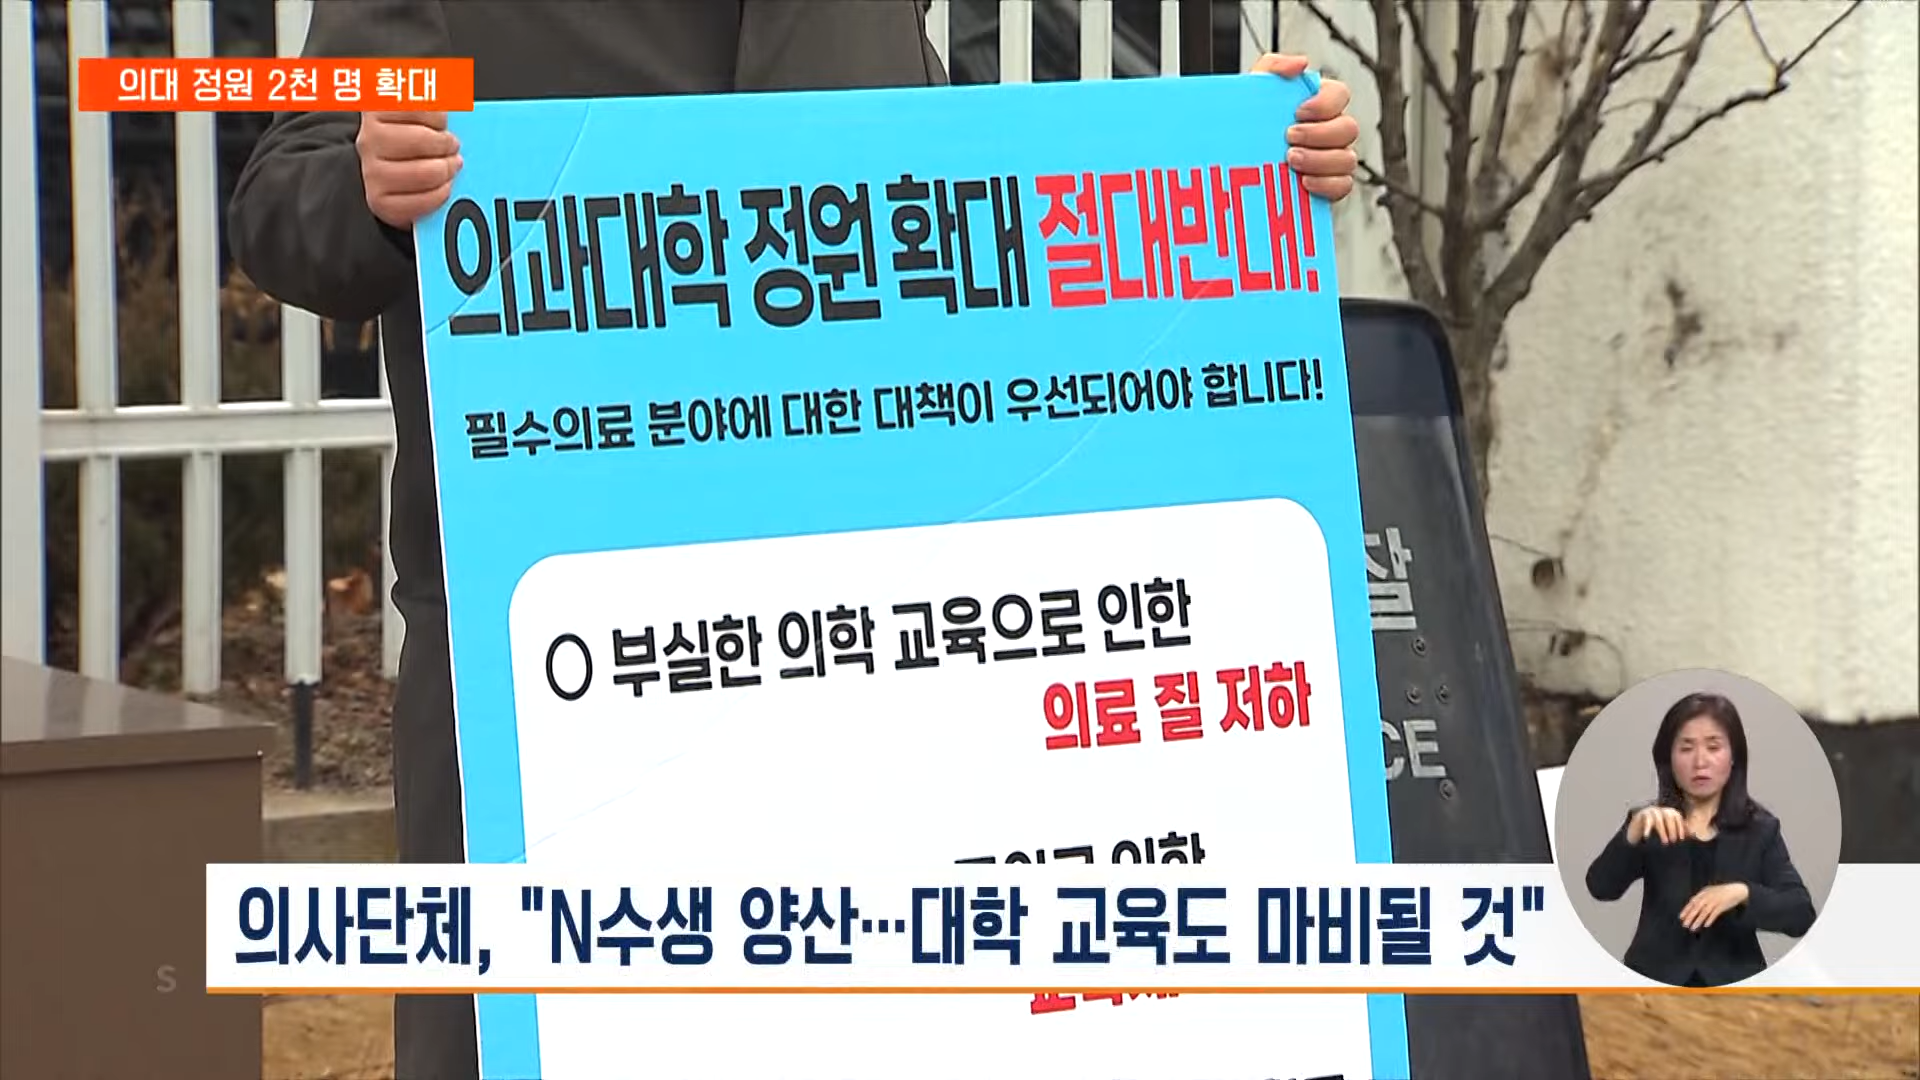 의대 정원 2천 명 확대
의과대학 정원 확대 절대반대!
필수의료 분야에 대한 대책이 우선되어야 합니다!
○ 부실한 의학 교육으로 인한
의료 질 저하
인한
CE
의사단체, "N수생 양산…대학 교육도 마비될 것"
S